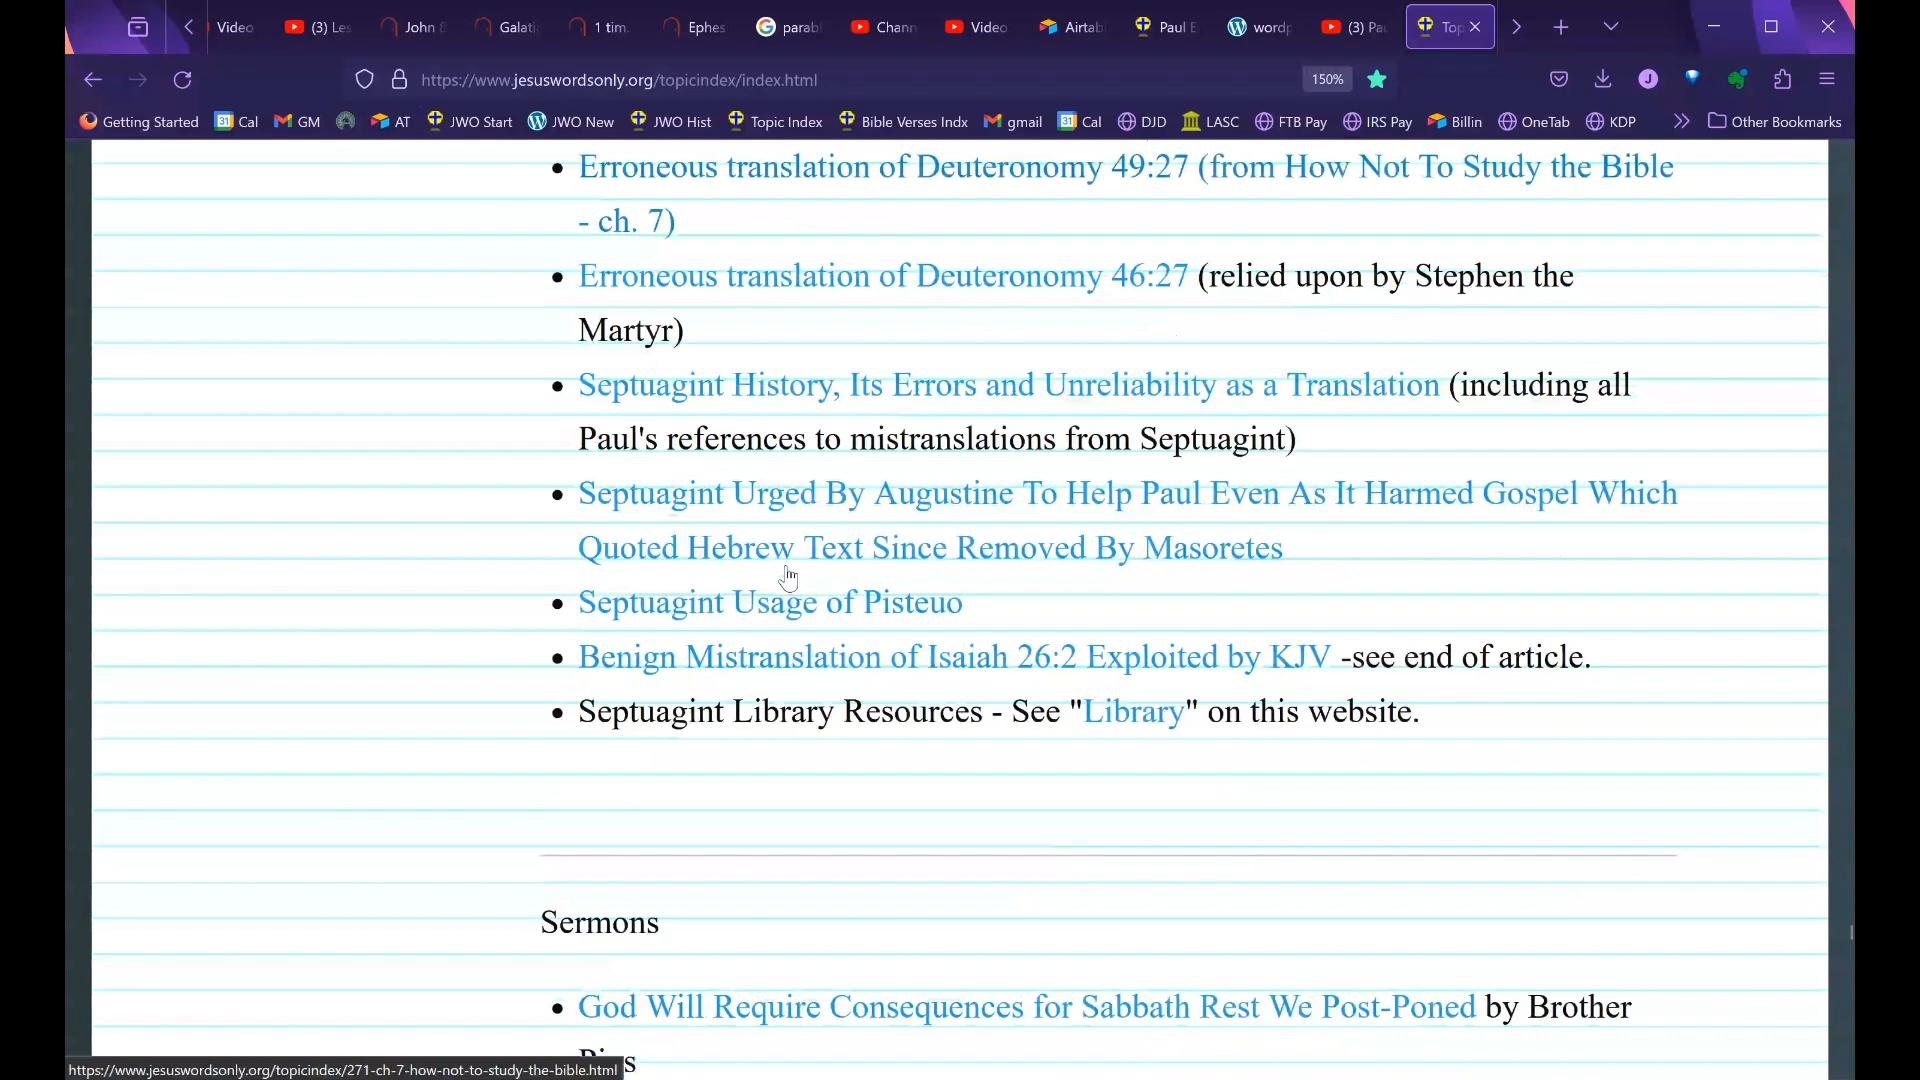 Video
(3) Les
John 8
Galati
1 tim.
Ephes
parabl
Chann
Video
Airtab
Paul E
wordp
(3) Pau
Top
https://www.jesuswordsonly.org/topicindex/index.html
150%
J
Getting Started
31 Cal
GM
AT
JWO Start
JWO New
JWO Hist
Topic Index
Bible Verses Indx
gmail
31 Cal
DJD
LASC
FTB Pay
IRS Pay
Billin
OneTab
KDP
Other Bookmarks
• Erroneous translation of Deuteronomy 49:27 (from How Not To Study the Bible
- ch. 7)
• Erroneous translation of Deuteronomy 46:27 (relied upon by Stephen the
Martyr)
• Septuagint History, Its Errors and Unreliability as a Translation (including all
Paul's references to mistranslations from Septuagint)
• Septuagint Urged By Augustine To Help Paul Even As It Harmed Gospel Which
Quoted Hebrew Text Since Removed By Masoretes
• Septuagint Usage of Pisteuo
• Benign Mistranslation of Isaiah 26:2 Exploited by KJV -see end of article.
• Septuagint Library Resources - See "Library" on this website.
Sermons
• God Will Require Consequences for Sabbath Rest We Post-Poned by Brother
https://www.jesuswordsonly.org/topicindex/271-ch-7-how-not-to-study-the-bible.html